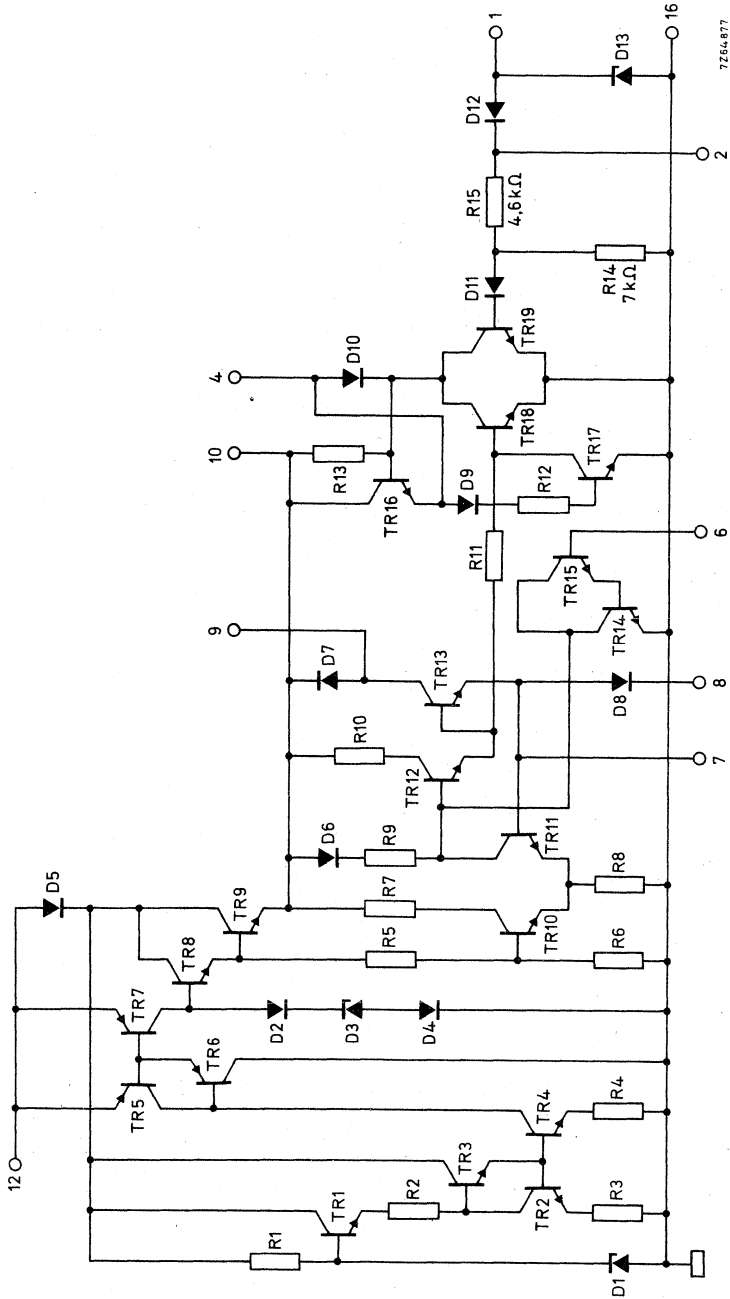 12
D5
4
10
9
TR7
TR5
TR6
TR8
TR9
D6
R10
D7
R13
D10
R1
TR1
R2
TR3
D2
D3
D4
R5
R7
R9
TR12
TR13
TR16
D9
R12
R11
TR2
TR4
R3
R4
D1
TR10
TR11
R6
R8
D8
TR14
TR15
TR17
TR18
TR19
D11
R15
4,6 kΩ
D12
R14
7 kΩ
D13
1
16
2
6
8
7
7Z64877